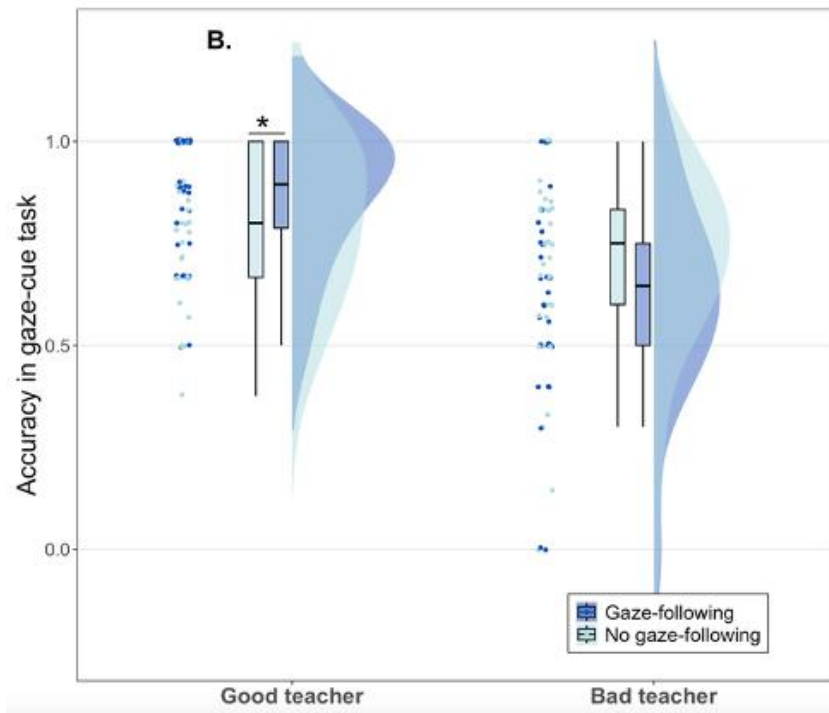 B.
*
1.0
0.5
0.0
Accuracy in gaze-cue task
Gaze-following
No gaze-following
Good teacher
Bad teacher